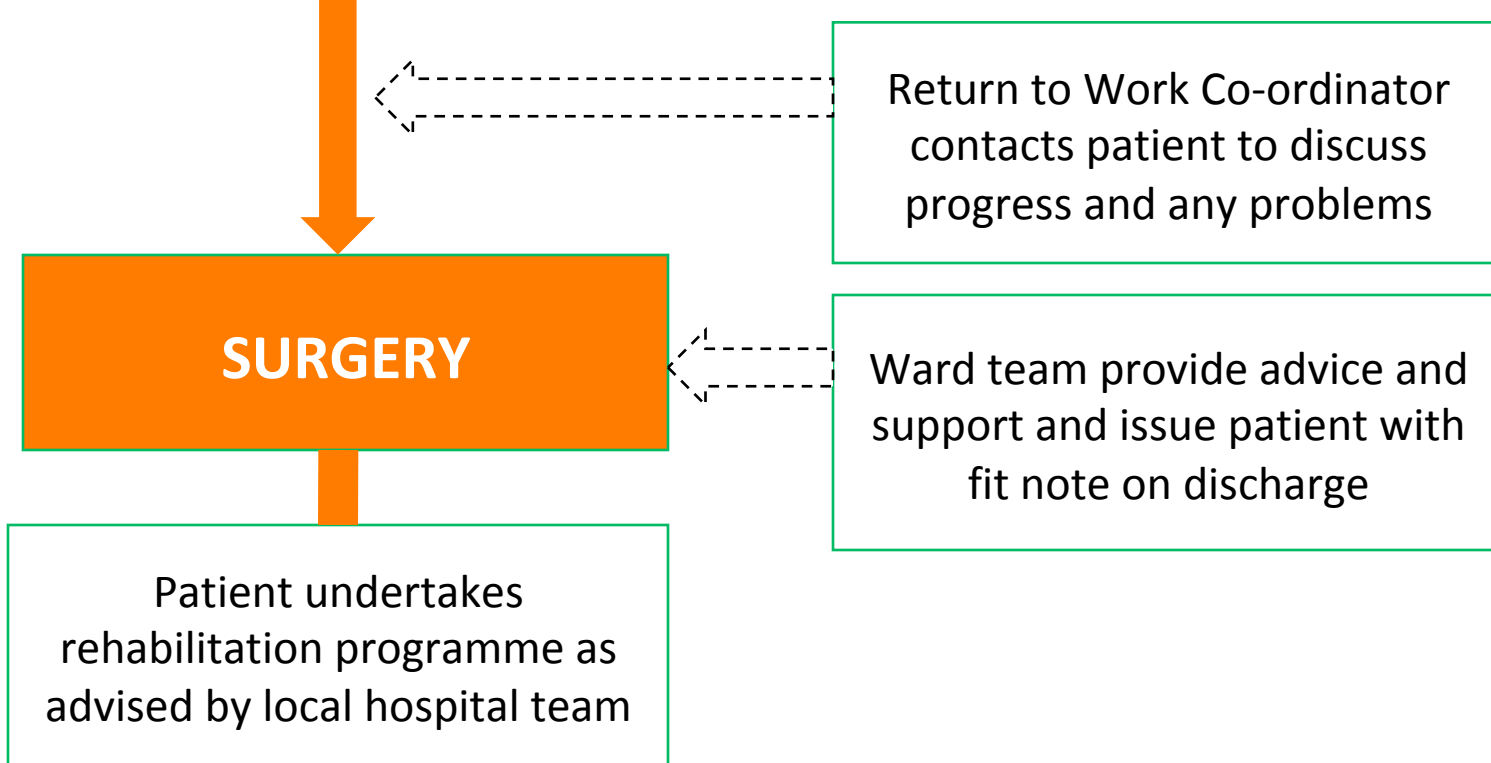 Return to Work Co-ordinator
contacts patient to discuss
progress and any problems
SURGERY
Ward team provide advice and
support and issue patient with
fit note on discharge
Patient undertakes
rehabilitation programme as
advised by local hospital team